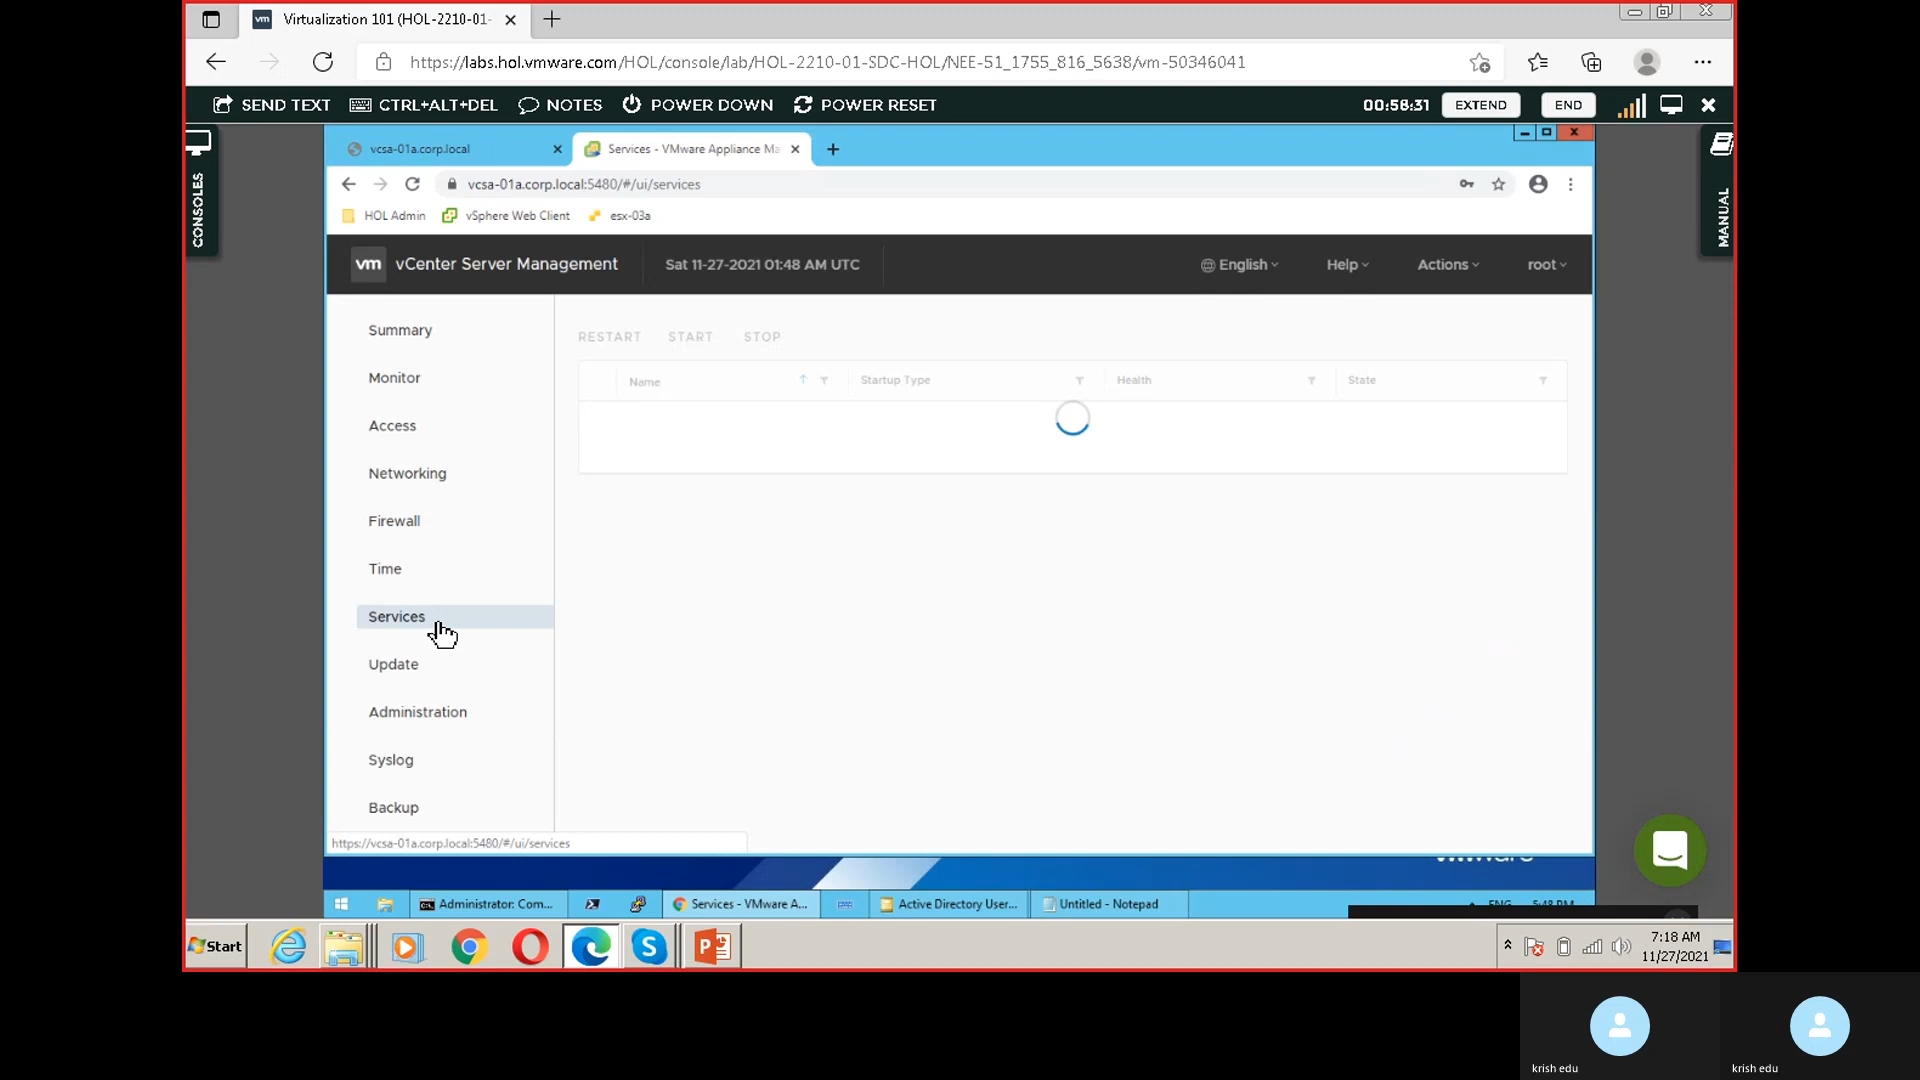 Virtualization 101 (HOL-2210-01-
https://labs.hol.vmware.com/HOL/console/lab/HOL-2210-01-SDC-HOL/NEE-51_1755_816_5638/vm-50346041
SEND TEXT CTRL+ALT+DEL NOTES POWER DOWN POWER RESET 00:58:31 EXTEND END
CONSOLES
MANUAL
vcsa-01a.corp.local Services - VMware Appliance Ma
vcsa-01a.corp.local:5480/#/ui/services
HOL Admin vSphere Web Client esx-03a
vm vCenter Server Management Sat 11-27-2021 01:48 AM UTC English Help Actions root
Summary
Monitor
Access
Networking
Firewall
Time
Services
Update
Administration
Syslog
Backup
RESTART START STOP
Name Startup Type Health State
https://vcsa-01a.corp.local:5480/#/ui/services
Administrator: Com... Services - VMware A... Active Directory User... Untitled - Notepad
Start 7:18 AM
11/27/2021
krish edu krish edu